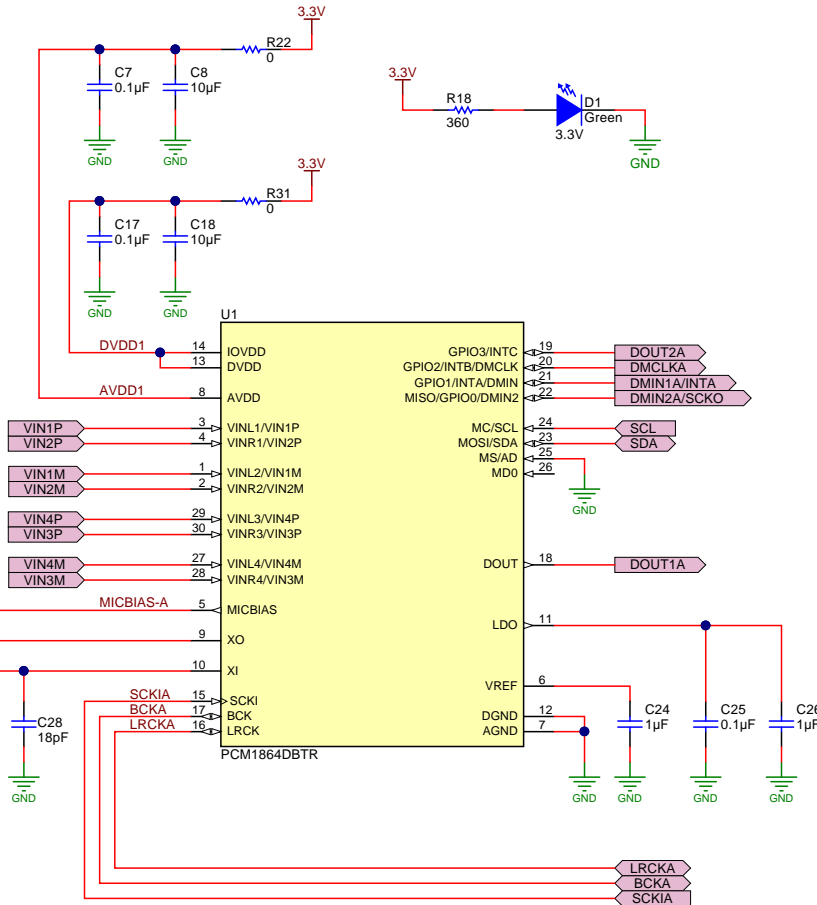 3.3V
R22
0
C7
0.1µF
C8
10µF
GND
GND
3.3V
R18
360
D1
Green
3.3V
GND
3.3V
R31
0
C17
0.1µF
C18
10µF
GND
GND
U1
DVDD1
14 IOVDD
13 DVDD
AVDD1
8 AVDD
VIN1P 3 VINL1/VIN1P
VIN2P 4 VINR1/VIN2P
VIN1M 1 VINL2/VIN1M
VIN2M 2 VINR2/VIN2M
VIN4P 29 VINL3/VIN4P
VIN3P 30 VINR3/VIN3P
VIN4M 27 VINL4/VIN4M
VIN3M 28 VINR4/VIN3M
MICBIAS-A 5 MICBIAS
9 XO
10 XI
SCKIA 15 SCKI
BCKA 17 BCK
LRCKA 16 LRCK
PCM1864DBTR
GPIO3/INTC 19 DOUT2A
GPIO2/INTB/DMCLK 20 DMCLKA
GPIO1/INTA/DMIN 21 DMIN1A/INTA
MISO/GPIO0/DMIN2 22 DMIN2A/SCKO
MC/SCL 24 SCL
MOSI/SDA 23 SDA
MS/AD 25
MD0 26
GND
DOUT 18 DOUT1A
LDO 11
VREF 6
DGND 12
AGND 7
C28
18pF
GND
C24
1µF
C25
0.1µF
C26
1µF
GND
GND
GND
GND
LRCKA
BCKA
SCKIA